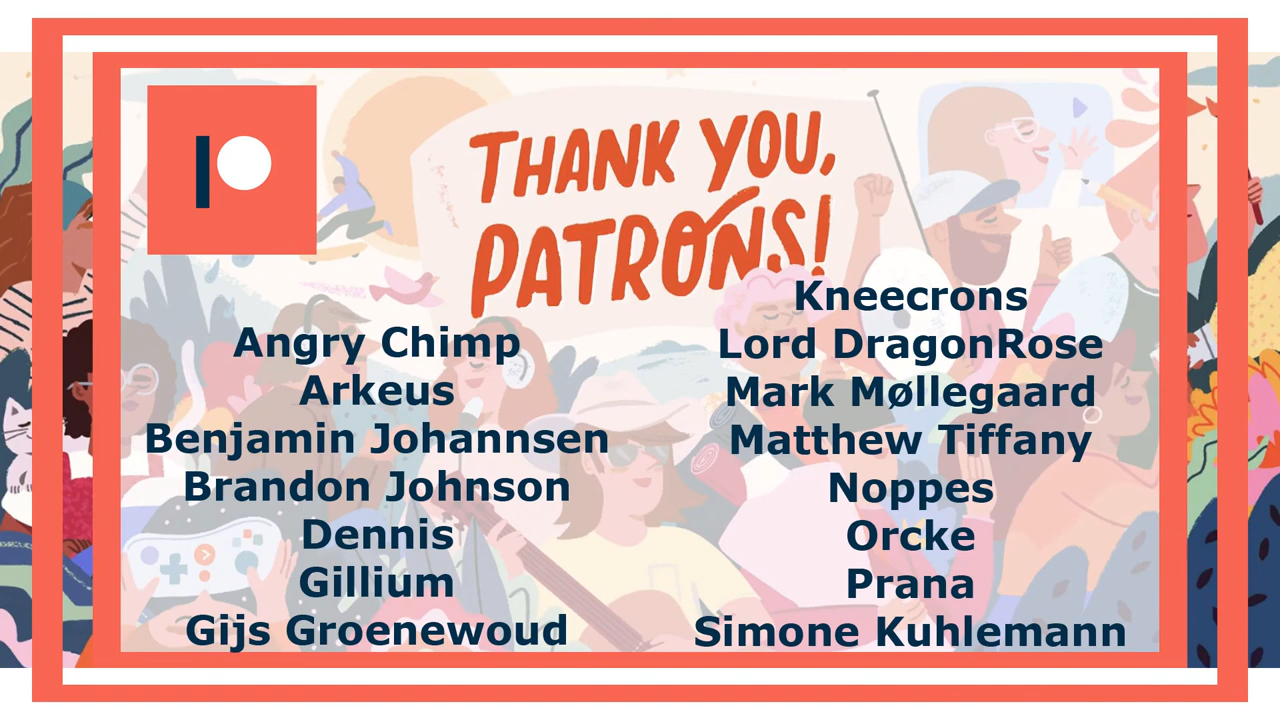 THANK YOU,
PATRONS!
Angry Chimp
Arkeus
Benjamin Johannsen
Brandon Johnson
Dennis
Gillium
Gijs Groenewoud
Kneecrons
Lord DragonRose
Mark Møllegaard
Matthew Tiffany
Noppes
Orcke
Prana
Simone Kuhlemann